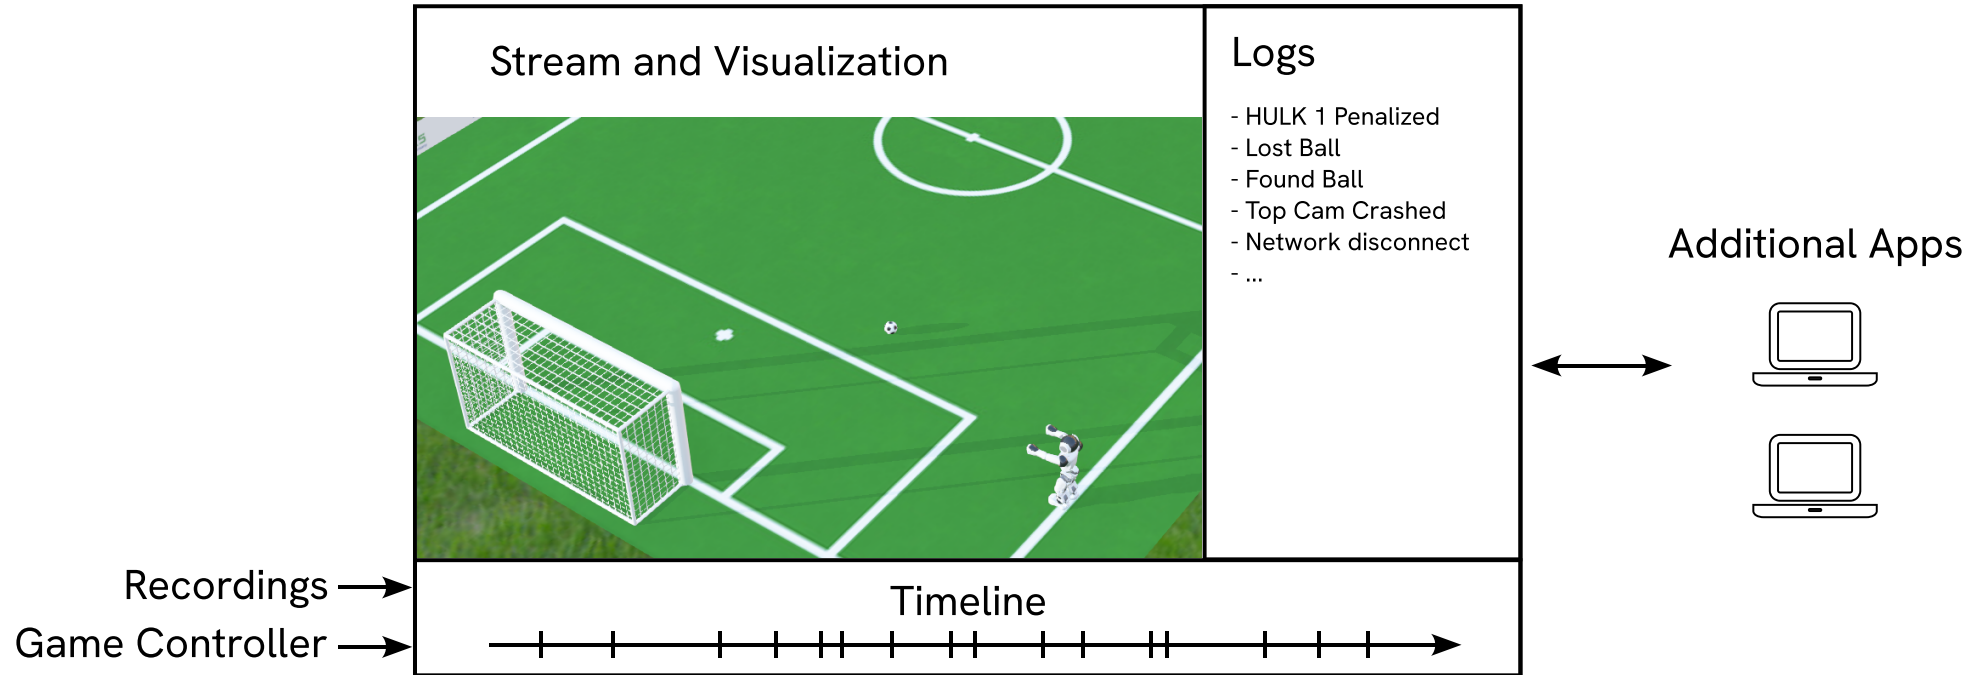 Stream and Visualization
Logs
- HULK 1 Penalized
- Lost Ball
- Found Ball
- Top Cam Crashed
- Network disconnect
- ...
Additional Apps
Recordings
Game Controller
Timeline